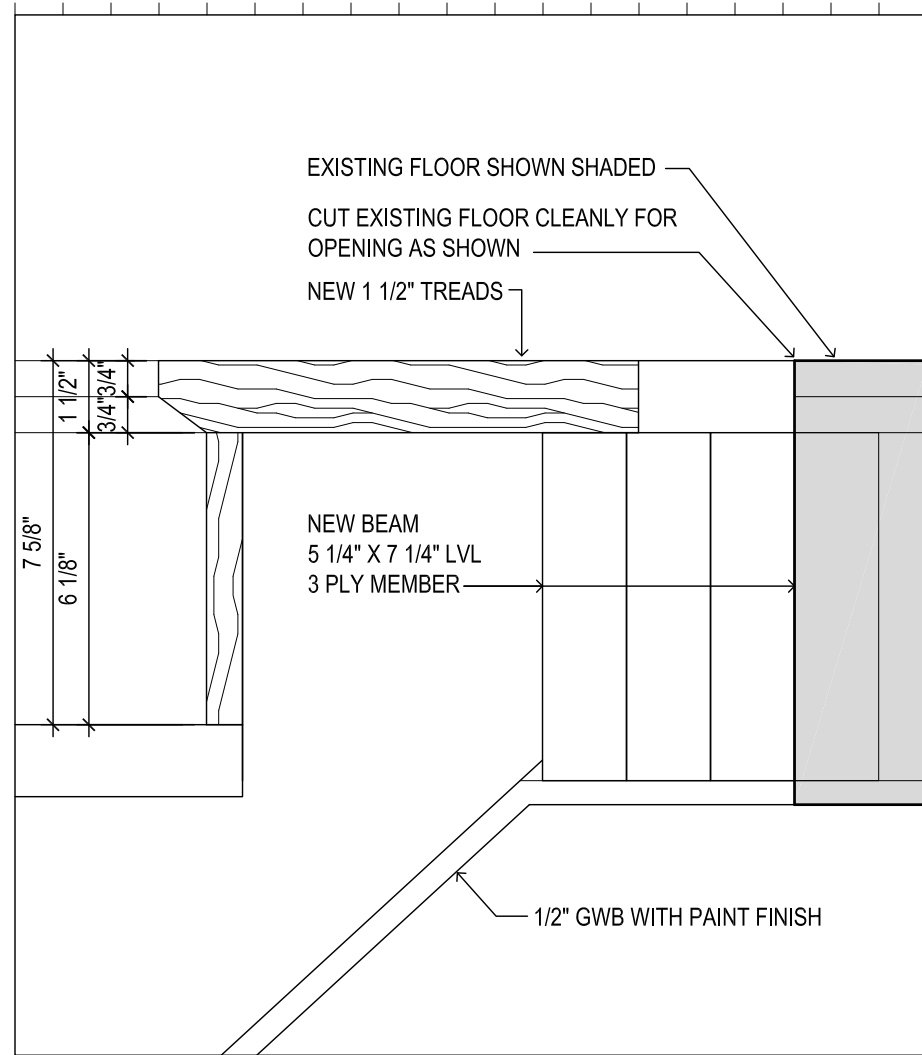 EXISTING FLOOR SHOWN SHADED
CUT EXISTING FLOOR CLEANLY FOR
OPENING AS SHOWN
NEW 1 1/2" TREADS
3/4"
3/4"
1 1/2"
7 5/8"
6 1/8"
NEW BEAM
5 1/4" X 7 1/4" LVL
3 PLY MEMBER
1/2" GWB WITH PAINT FINISH